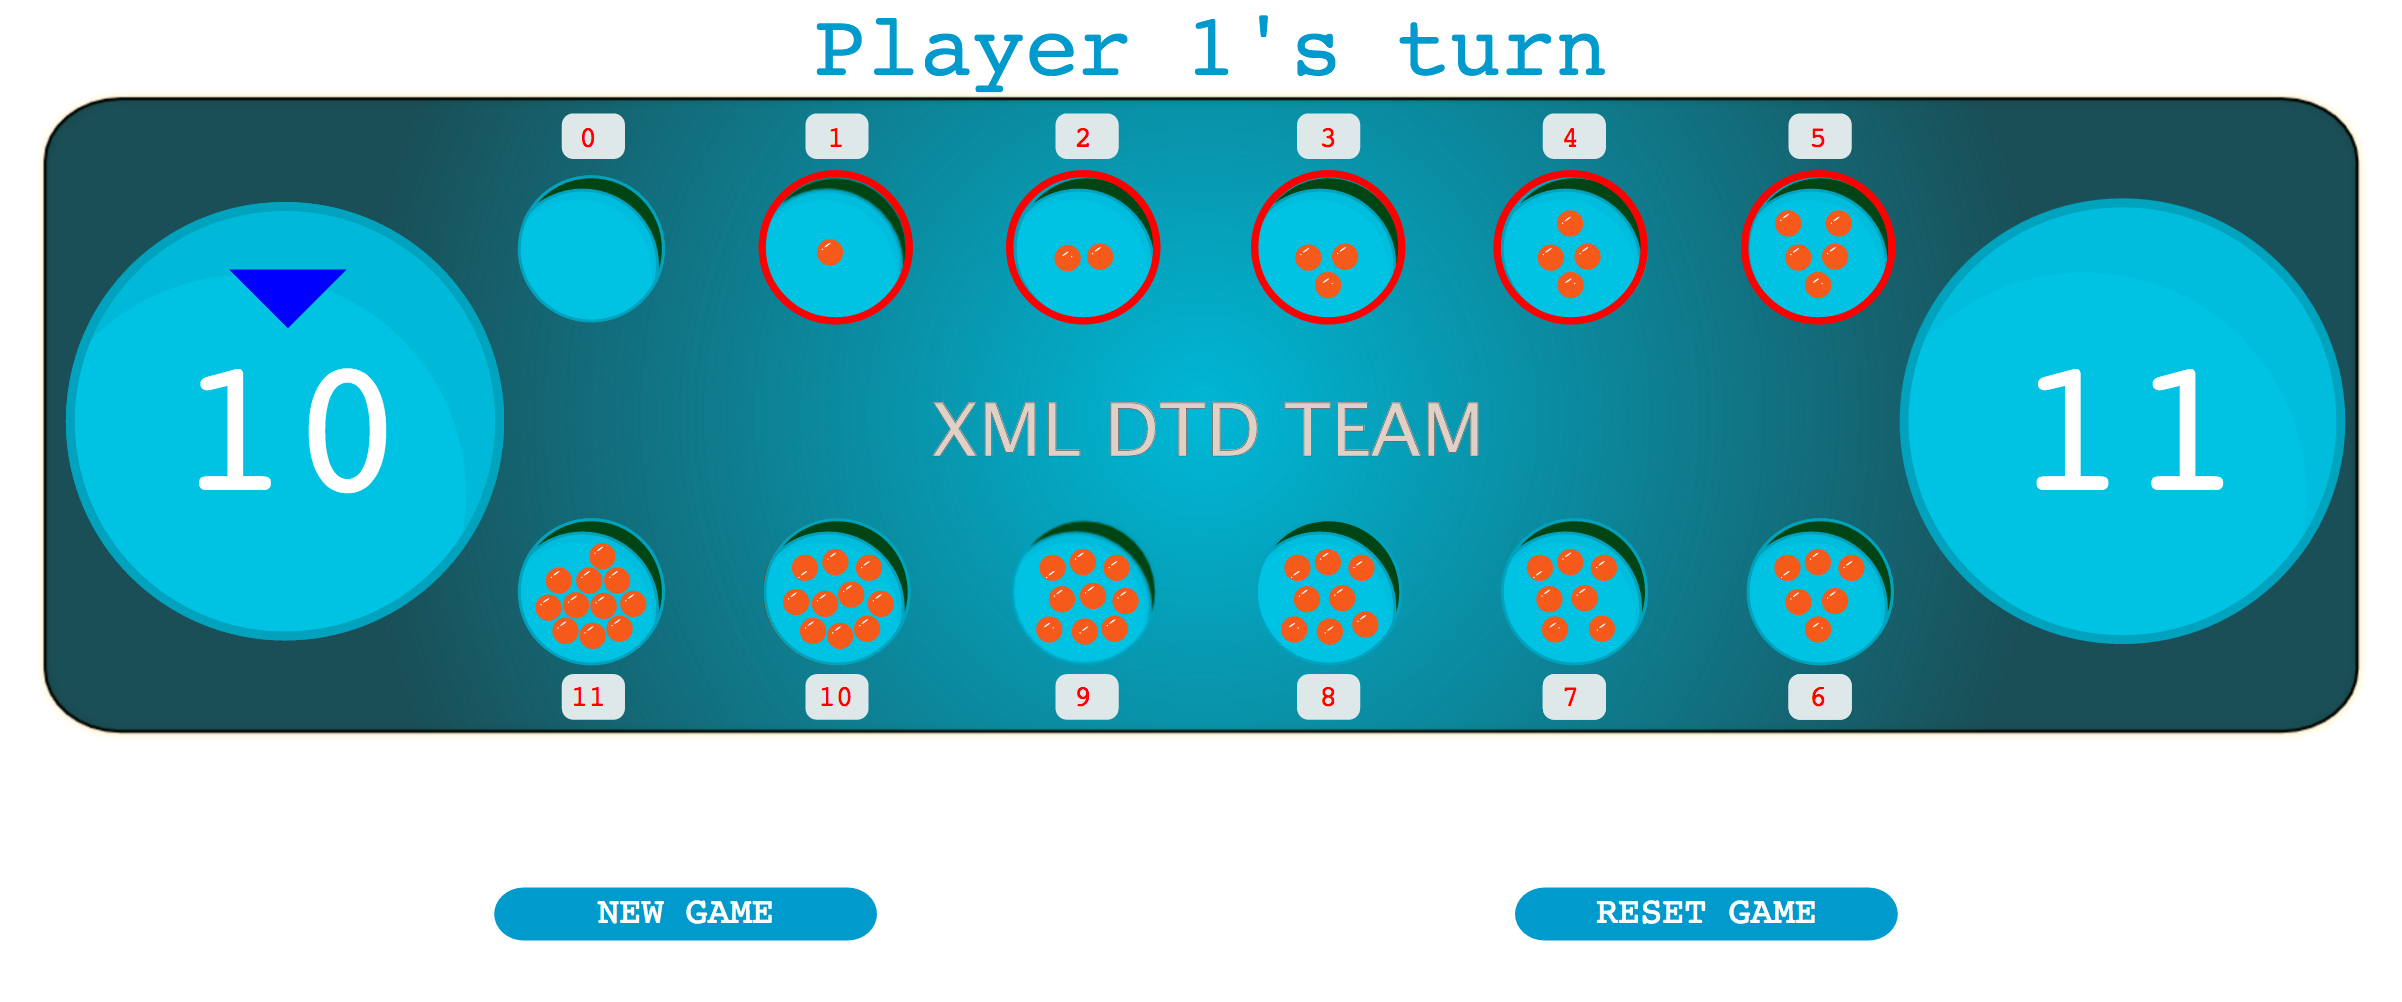 Player 1's turn
0 1 2 3 4 5
10 11
XML DTD TEAM
11 10 9 8 7 6
NEW GAME RESET GAME